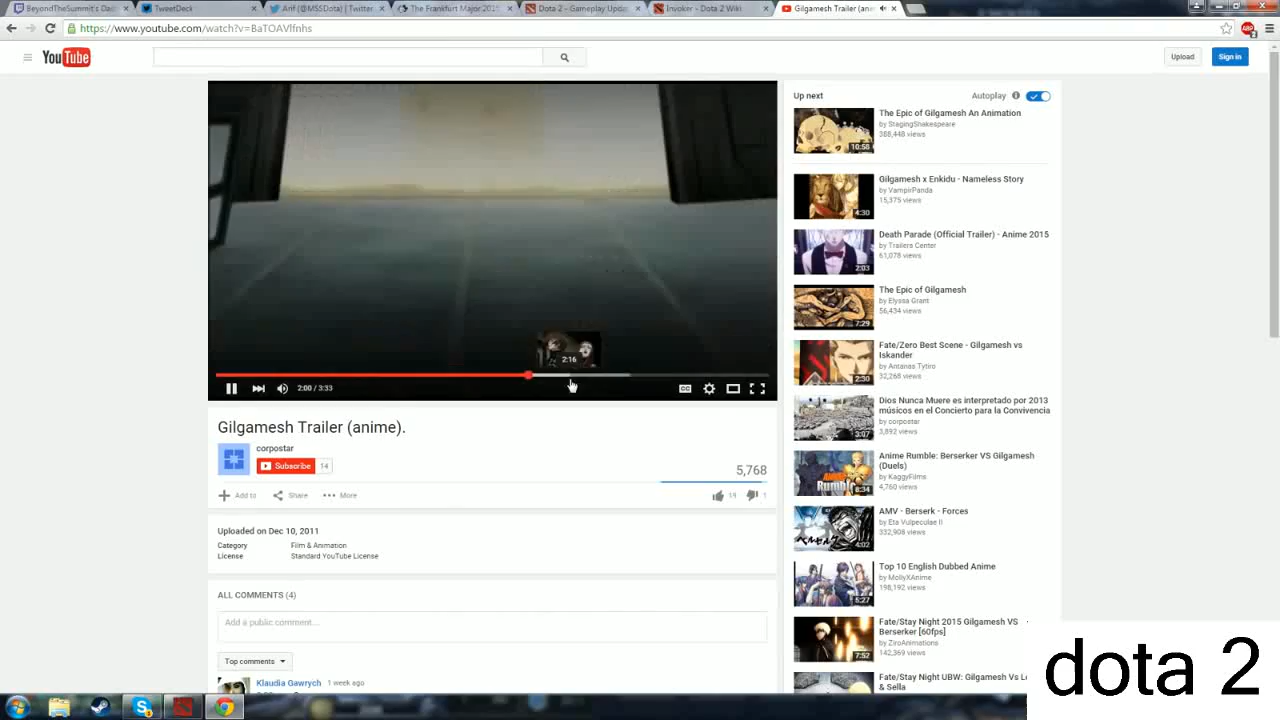 BeyondTheSummit's Dail
TweetDeck
Arif (@MSSDota) | Twitter
The Frankfurt Major 2015
Dota 2 - Gameplay Upda
Invoker - Dota 2 Wiki
Gilgamesh Trailer (ani
https://www.youtube.com/watch?v=BaTOAVlfnhs
YouTube
Upload
Sign in
Up next
Autoplay
The Epic of Gilgamesh An Animation
by StagingShakespeare
388,448 views
10:58
Gilgamesh x Enkidu - Nameless Story
by VampirPanda
15,375 views
4:30
Death Parade (Official Trailer) - Anime 2015
by Trailers Center
61,078 views
2:03
The Epic of Gilgamesh
by Elyssa Grant
56,434 views
7:29
Fate/Zero Best Scene - Gilgamesh vs
Iskander
by Antanas Tytiro
32,268 views
2:30
Dios Nunca Muere es interpretado por 2013
músicos en el Concierto para la Convivencia
by corpostar
3,892 views
3:07
Anime Rumble: Berserker VS Gilgamesh
(Duels)
by KaggyFilms
4,760 views
Rumble
8:34
AMV - Berserk - Forces
by Eta Vulpeculae II
332,908 views
ベルセルク
4:02
Top 10 English Dubbed Anime
by MollyXAnime
198,192 views
5:27
Fate/Stay Night 2015 Gilgamesh VS
Berserker [60fps]
by ZiroAnimations
142,369 views
7:52
Fate/Stay Night UBW: Gilgamesh Vs
& Sella
2:16
2:00 / 3:33
CC
Gilgamesh Trailer (anime).
corpostar
Subscribe
14
5,768
Add to
Share
More
19
1
Uploaded on Dec 10, 2011
Category
Film & Animation
License
Standard YouTube License
ALL COMMENTS (4)
Add a public comment...
Top comments
Klaudia Gawrych 1 week ago
dota 2